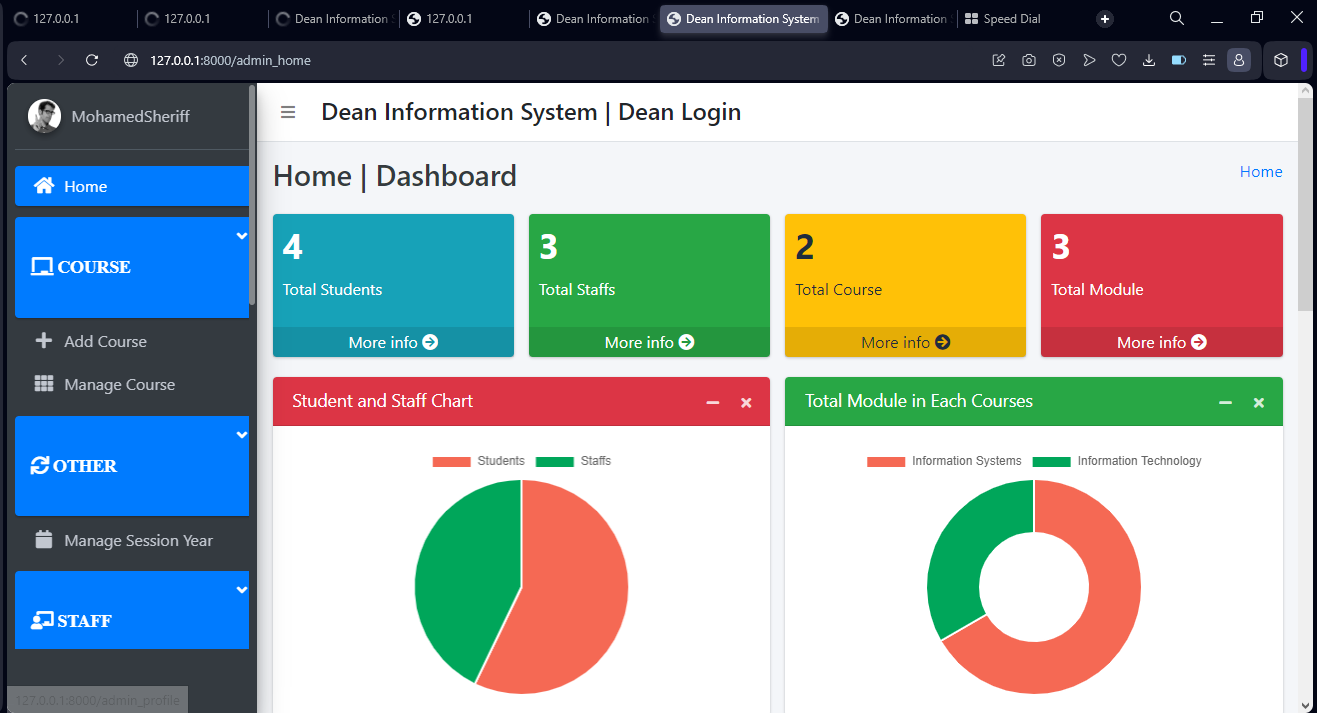 127.0.0.1
127.0.0.1
Dean Information S
127.0.0.1
Dean Information S
Dean Information System
Dean Information S
Speed Dial
127.0.0.1:8000/admin_home
MohamedSheriff
Dean Information System | Dean Login
Home | Dashboard
Home
Home
COURSE
Add Course
Manage Course
OTHER
Manage Session Year
STAFF
4
Total Students
More info
3
Total Staffs
More info
2
Total Course
More info
3
Total Module
More info
Student and Staff Chart
Students
Staffs
Total Module in Each Courses
Information Systems
Information Technology
127.0.0.1:8000/admin_profile